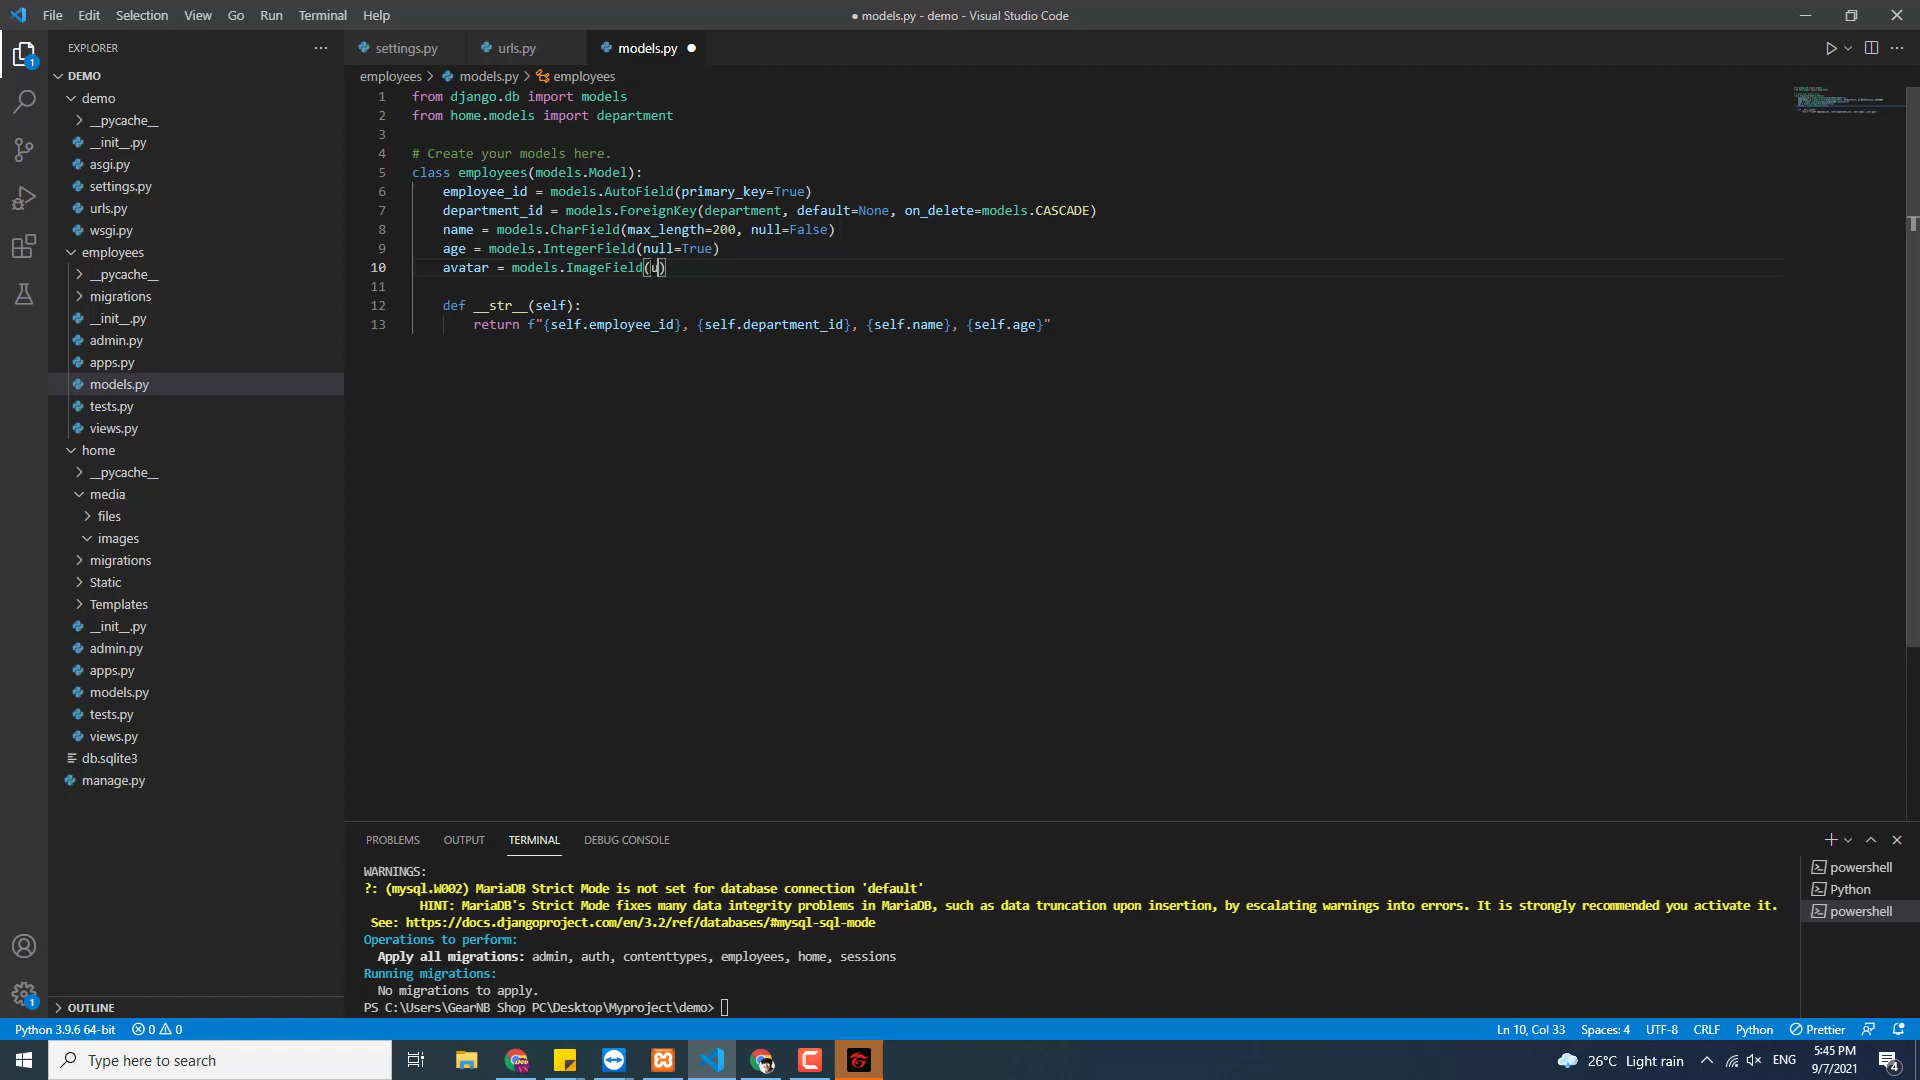 File Edit Selection View Go Run Terminal Help
● models.py - demo - Visual Studio Code
EXPLORER
DEMO
demo
__pycache__
__init__.py
asgi.py
settings.py
urls.py
wsgi.py
employees
__pycache__
migrations
__init__.py
admin.py
apps.py
models.py
tests.py
views.py
home
__pycache__
media
files
images
migrations
Static
Templates
__init__.py
admin.py
apps.py
models.py
tests.py
views.py
db.sqlite3
manage.py
OUTLINE
settings.py urls.py models.py
employees > models.py > employees
1 from django.db import models
2 from home.models import department
3
4 # Create your models here.
5 class employees(models.Model):
6 employee_id = models.AutoField(primary_key=True)
7 department_id = models.ForeignKey(department, default=None, on_delete=models.CASCADE)
8 name = models.CharField(max_length=200, null=False)
9 age = models.IntegerField(null=True)
10 avatar = models.ImageField(u)
11
12 def __str__(self):
13 return f"{self.employee_id}, {self.department_id}, {self.name}, {self.age}"
PROBLEMS OUTPUT TERMINAL DEBUG CONSOLE
WARNINGS:
?: (mysql.W002) MariaDB Strict Mode is not set for database connection 'default'
HINT: MariaDB's Strict Mode fixes many data integrity problems in MariaDB, such as data truncation upon insertion, by escalating warnings into errors. It is strongly recommended you activate it.
See: https://docs.djangoproject.com/en/3.2/ref/databases/#mysql-sql-mode
Operations to perform:
Apply all migrations: admin, auth, contenttypes, employees, home, sessions
Running migrations:
No migrations to apply.
PS C:\Users\GearNB Shop PC\Desktop\Myproject\demo>
powershell
Python
powershell
1
1
Python 3.9.6 64-bit 0 0
Ln 10, Col 33 Spaces: 4 UTF-8 CRLF Python Prettier
Type here to search
26°C Light rain
ENG
5:45 PM
9/7/2021
4